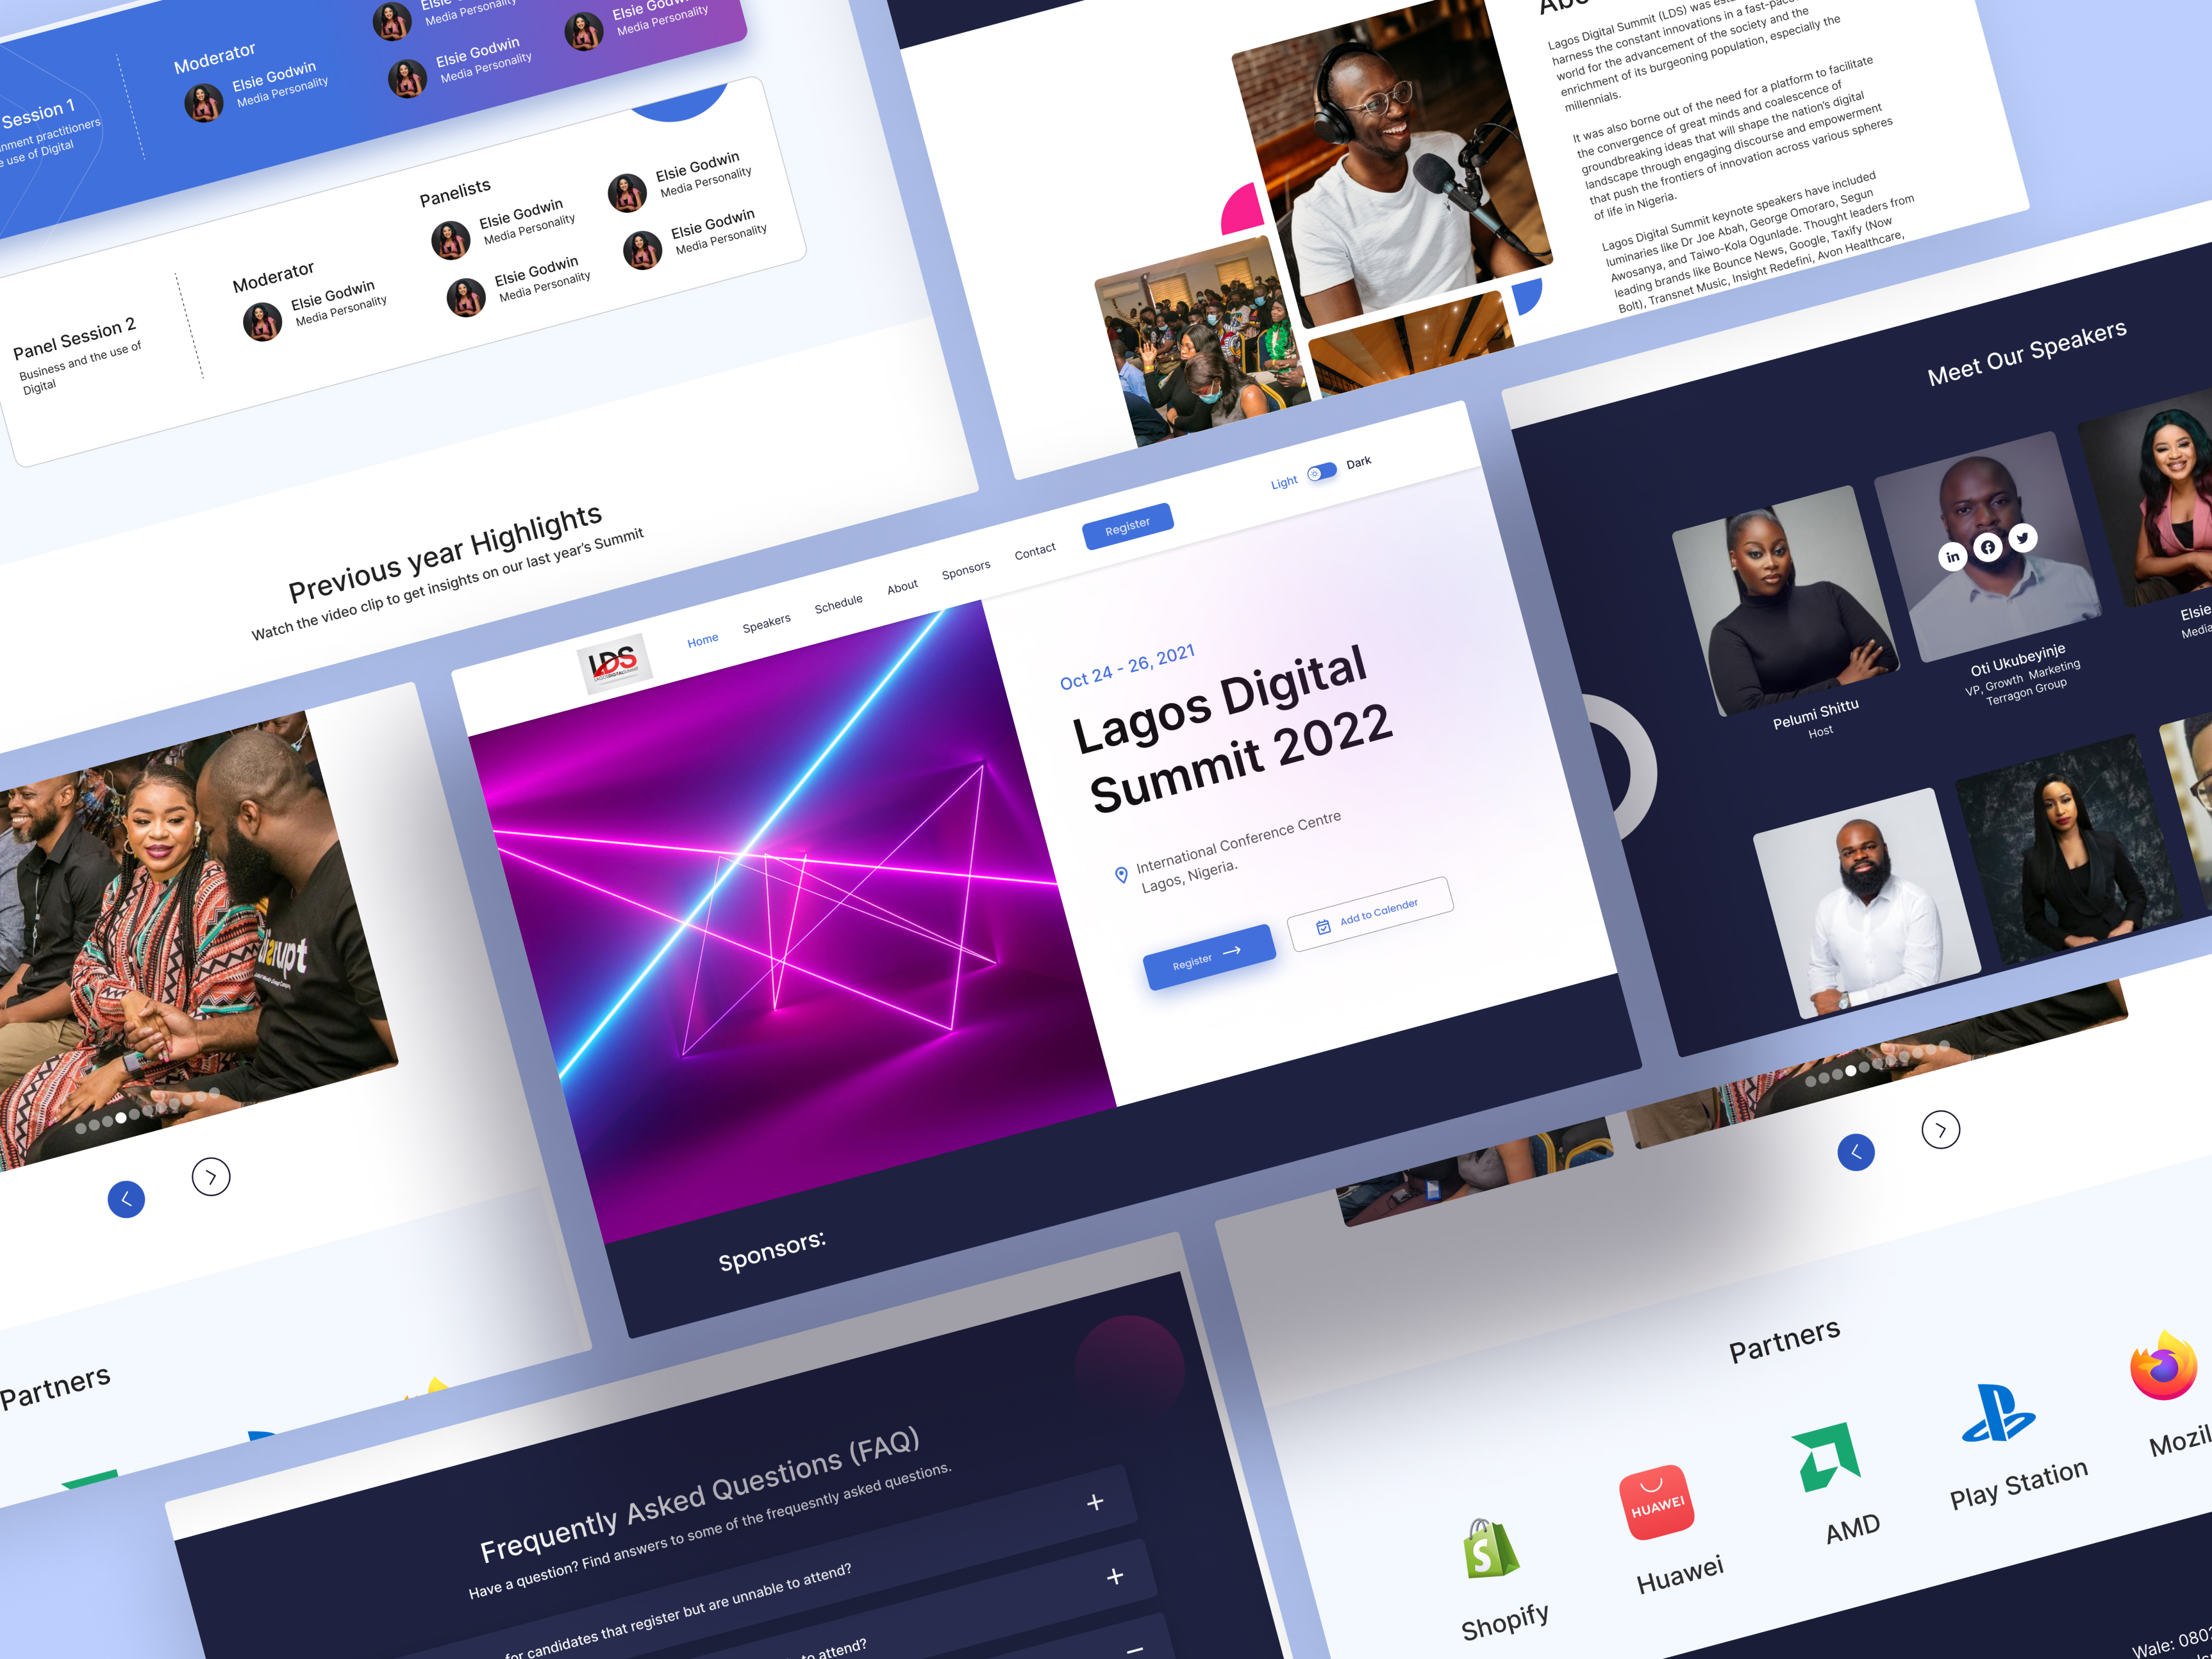 Session 1
nment practitioners
e use of Digital
Moderator
Elsie Godwin
Media Personality
Media Personality
Elsie Godwin
Media Personality
Elsie Godwin
Media Personality
Panel Session 2
Business and the use of
Digital
Moderator
Elsie Godwin
Media Personality
Panelists
Elsie Godwin
Media Personality
Elsie Godwin
Media Personality
Elsie Godwin
Media Personality
Elsie Godwin
Media Personality
Previous year Highlights
Watch the video clip to get insights on our last year's Summit
Lagos Digital Summit (LDS) was
harness the constant innovations in a
world for the advancement of the society and the
enrichment of its burgeoning population, especially the
millennials.
It was also borne out of the need for a platform to facilitate
the convergence of great minds and coalescence of
groundbreaking ideas that will shape the nation's digital
landscape through engaging discourse and empowerment
that push the frontiers of innovation across various spheres
of life in Nigeria.
Lagos Digital Summit keynote speakers have included
luminaries like Dr Joe Abah, George Omoraro, Segun
Awosanya, and Taiwo-Kola Ogunlade. Thought leaders from
leading brands like Bounce News, Google, Taxify (Now
Bolt), Transnet Music, Insight Redefini, Avon Healthcare,
Meet Our Speakers
Pelumi Shittu
Host
in
Oti Ukubeyinje
VP, Growth Marketing
Terragon Group
Elsie
Media
LDS
Home
Speakers
Schedule
About
Sponsors
Contact
Register
Light
Dark
Oct 24 - 26, 2021
Lagos Digital
Summit 2022
International Conference Centre
Lagos, Nigeria.
Register
Add to Calender
Sponsors:
Partners
Frequently Asked Questions (FAQ)
Have a question? Find answers to some of the frequesntly asked questions.
for candidates that register but are unnable to attend?
to attend?
Partners
Shopify
HUAWEI
Huawei
AMD
Play Station
Mozil
Wale: 080